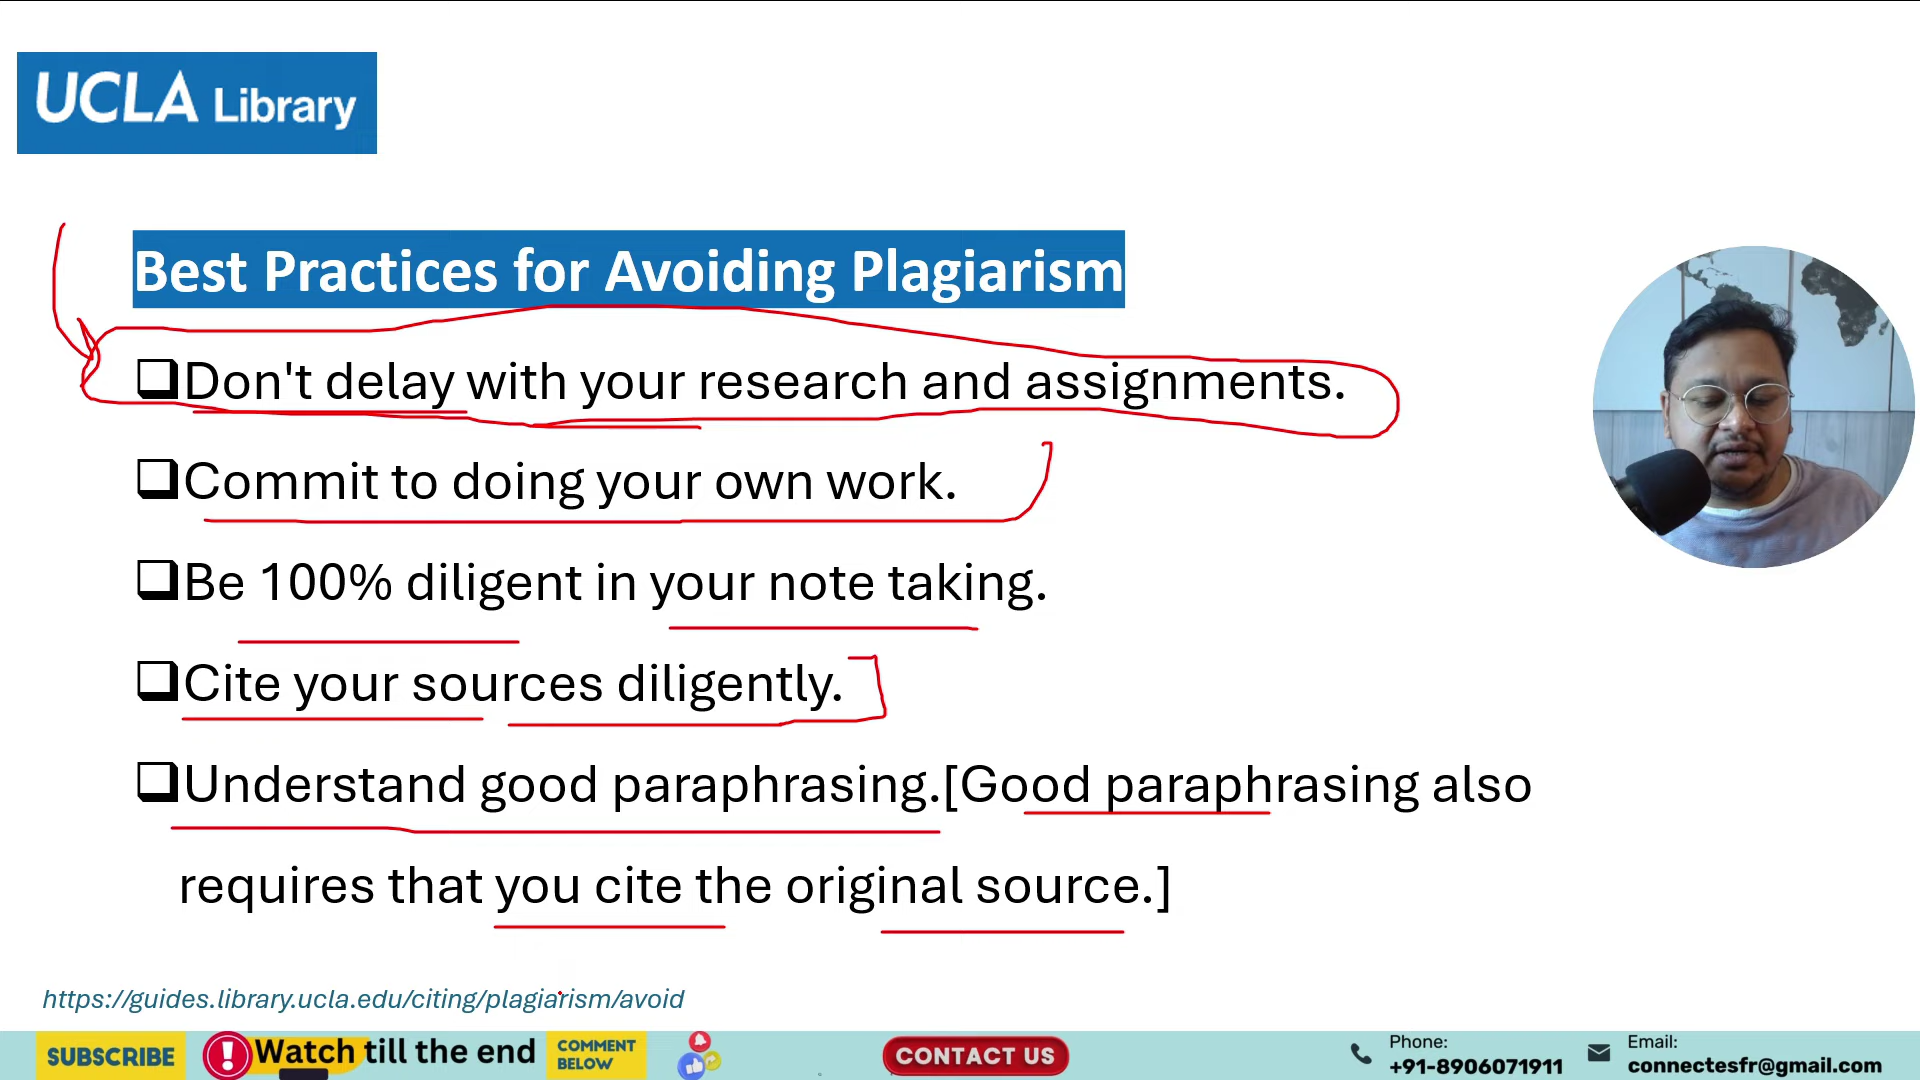 UCLA Library
Best Practices for Avoiding Plagiarism
Don't delay with your research and assignments.
Commit to doing your own work.
Be 100% diligent in your note taking.
Cite your sources diligently.
Understand good paraphrasing.[Good paraphrasing also
requires that you cite the original source.]
https://guides.library.ucla.edu/citing/plagiarism/avoid
SUBSCRIBE
Watch till the end
COMMENT
BELOW
CONTACT US
Phone:
+91-8906071911
Email:
connectesfr@gmail.com